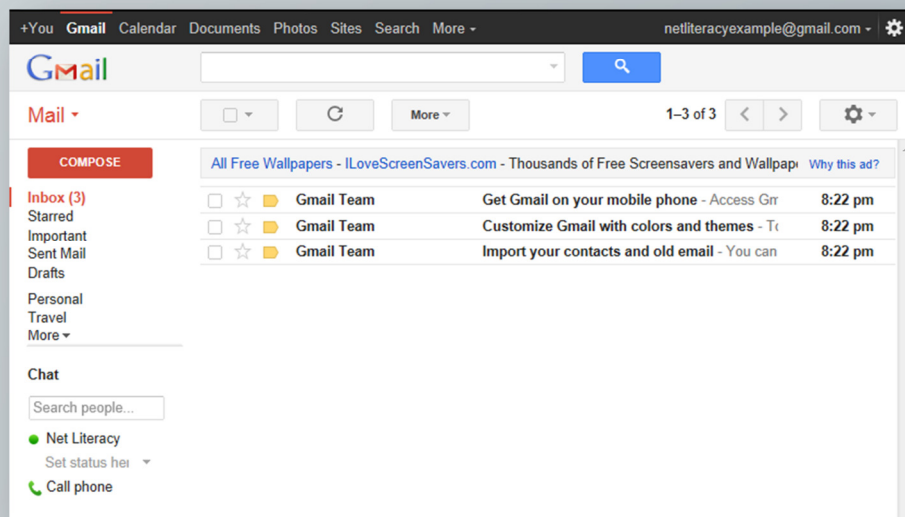 +You Gmail Calendar Documents Photos Sites Search More netliteracyexample@gmail.com
Gmail
Mail More 1–3 of 3
COMPOSE
All Free Wallpapers - ILoveScreenSavers.com - Thousands of Free Screensavers and Wallpap Why this ad?
Inbox (3)
Starred
Important
Sent Mail
Drafts
Personal
Travel
More
Gmail Team Get Gmail on your mobile phone - Access Gm 8:22 pm
Gmail Team Customize Gmail with colors and themes - To 8:22 pm
Gmail Team Import your contacts and old email - You can 8:22 pm
Chat
Search people...
Net Literacy
Set status her
Call phone